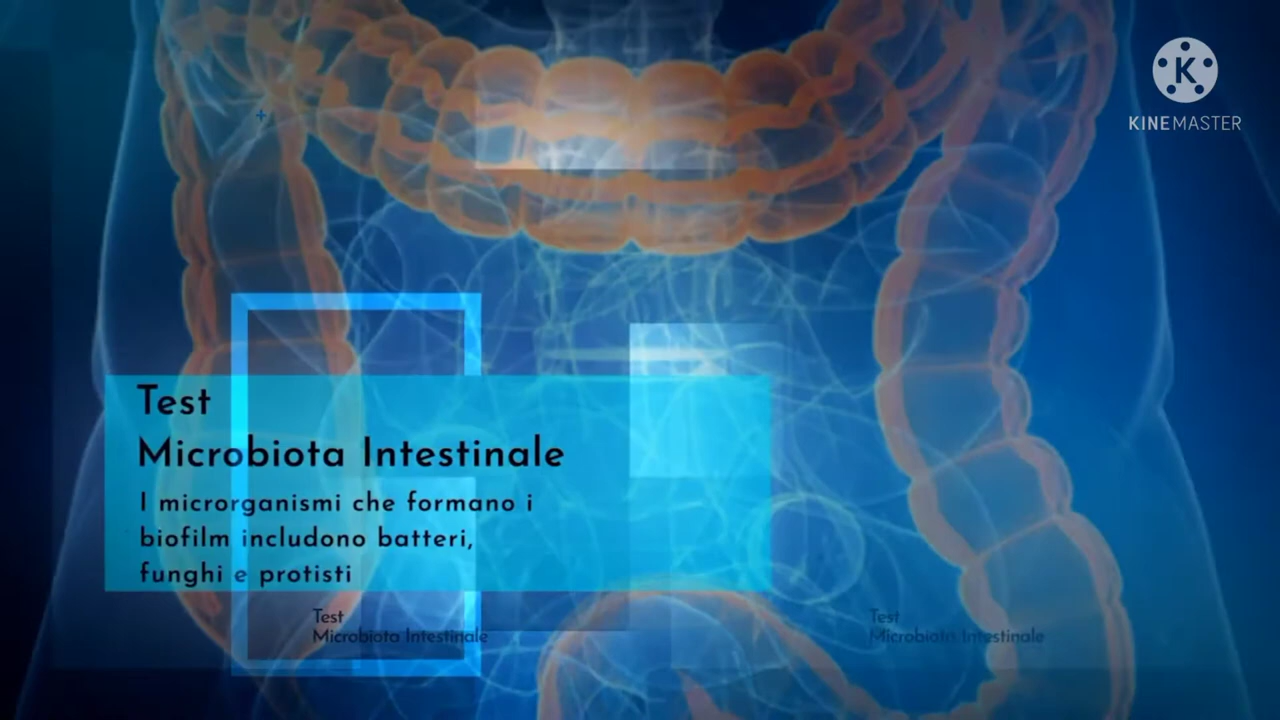 KINEMASTER
Test
Microbiota Intestinale
I microrganismi che formano i
biofilm includono batteri,
funghi e protisti
Test
Microbiota Intestinale
Test
Microbiota Intestinale